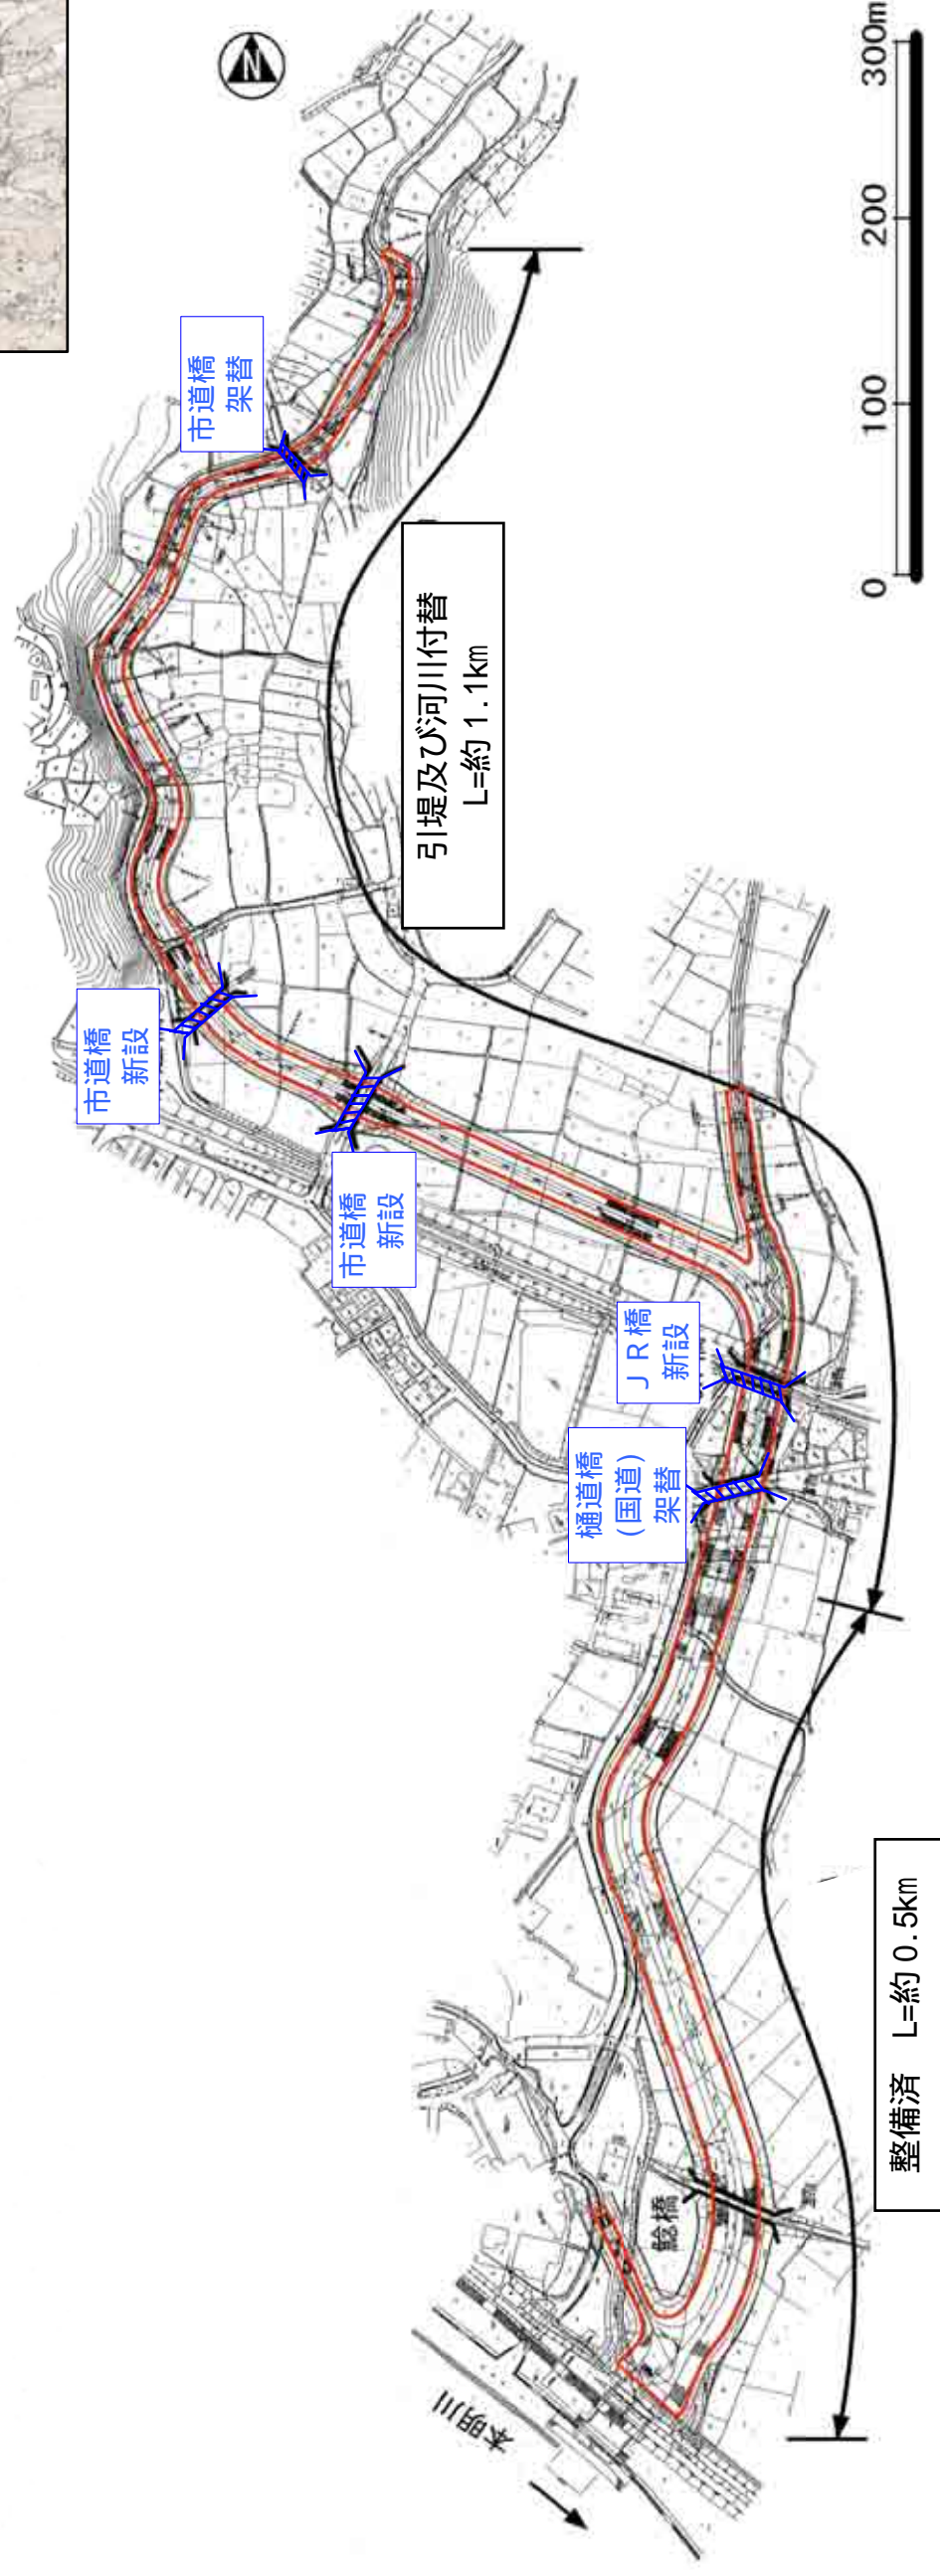 N
市道橋
架替
引堤及び河川付替
L=約 1.1km
市道橋
新設
市道橋
新設
ＪＲ橋
新設
樋道橋
(国道)
架替
整備済　L=約 0.5km
鯰橋
本明川
0 100 200 300m